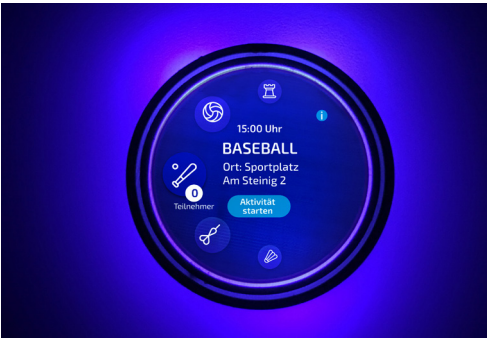 15:00 Uhr
BASEBALL
Ort: Sportplatz
Am Steinig 2
0
Teilnehmer
Aktivität
starten
i